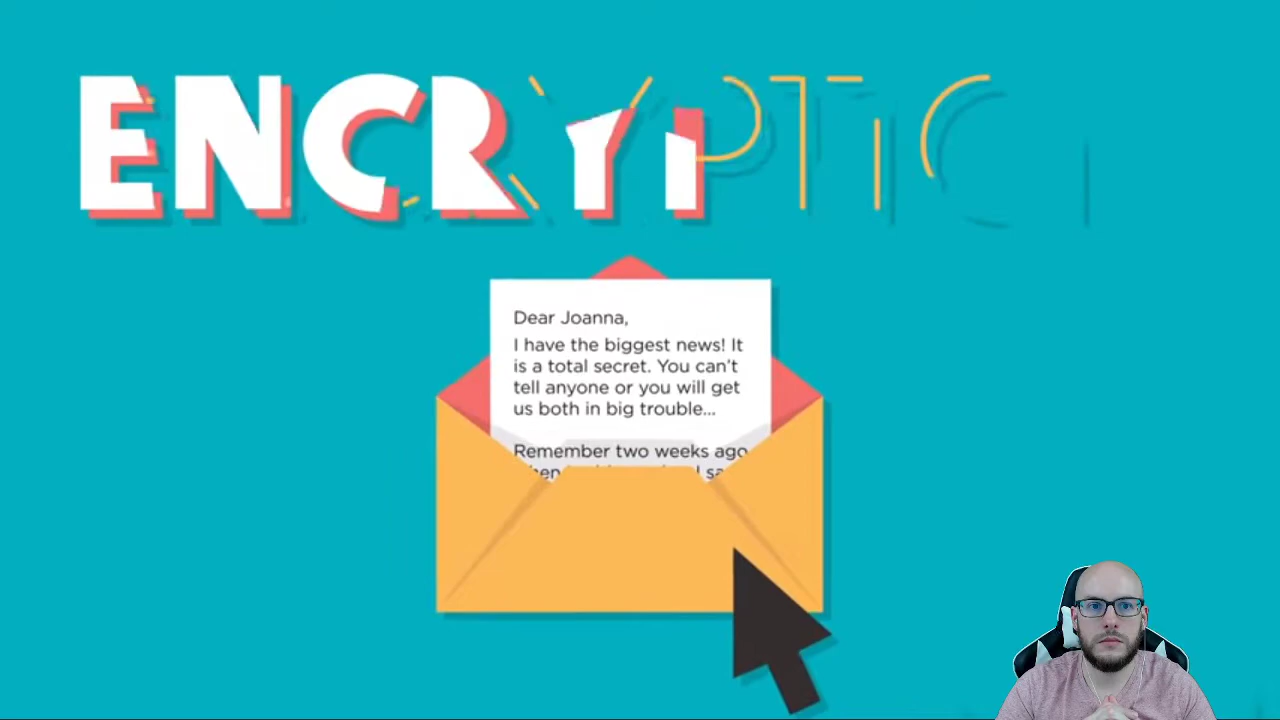 ENCRYPTION
Dear Joanna,
I have the biggest news! It
is a total secret. You can't
tell anyone or you will get
us both in big trouble...
Remember two weeks ago